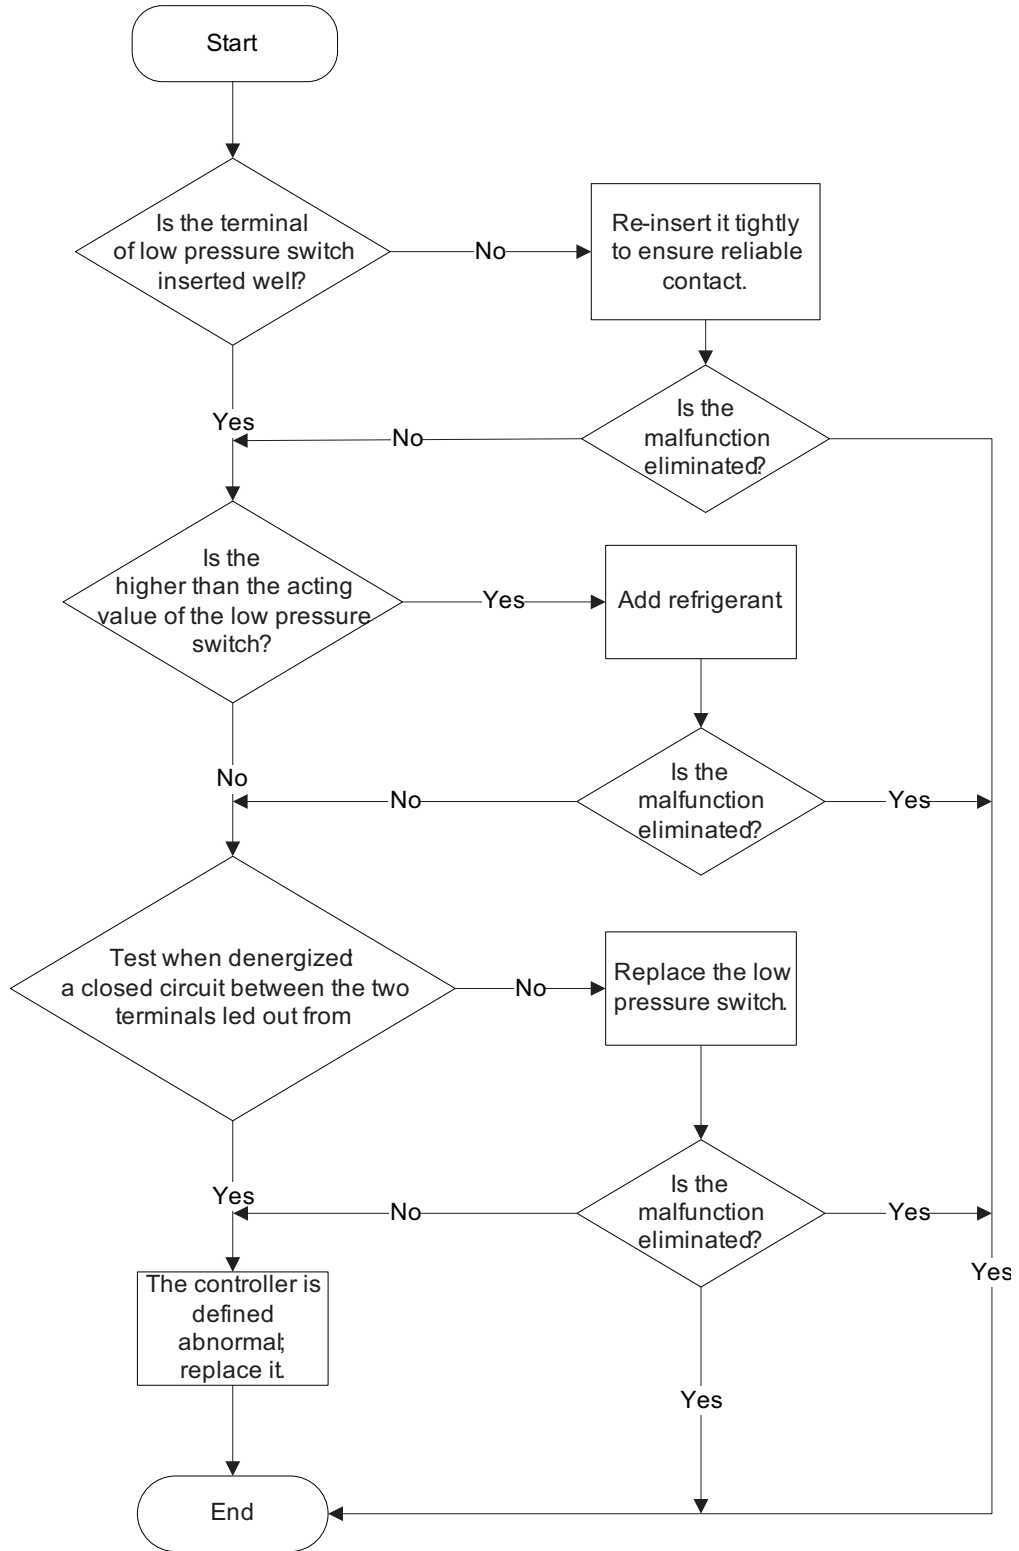 Start
Is the terminal
of low pressure switch
inserted well?
No
Re-insert it tightly
to ensure reliable
contact.
Yes
No
Is the
malfunction
eliminated?
Is the
higher than the acting
value of the low pressure
switch?
Yes
Add refrigerant.
No
No
Is the
malfunction
eliminated?
Yes
Test when denergized
a closed circuit between the two
terminals led out from
No
Replace the low
pressure switch.
Yes
No
Is the
malfunction
eliminated?
Yes
Yes
The controller is
defined
abnormal;
replace it.
Yes
End